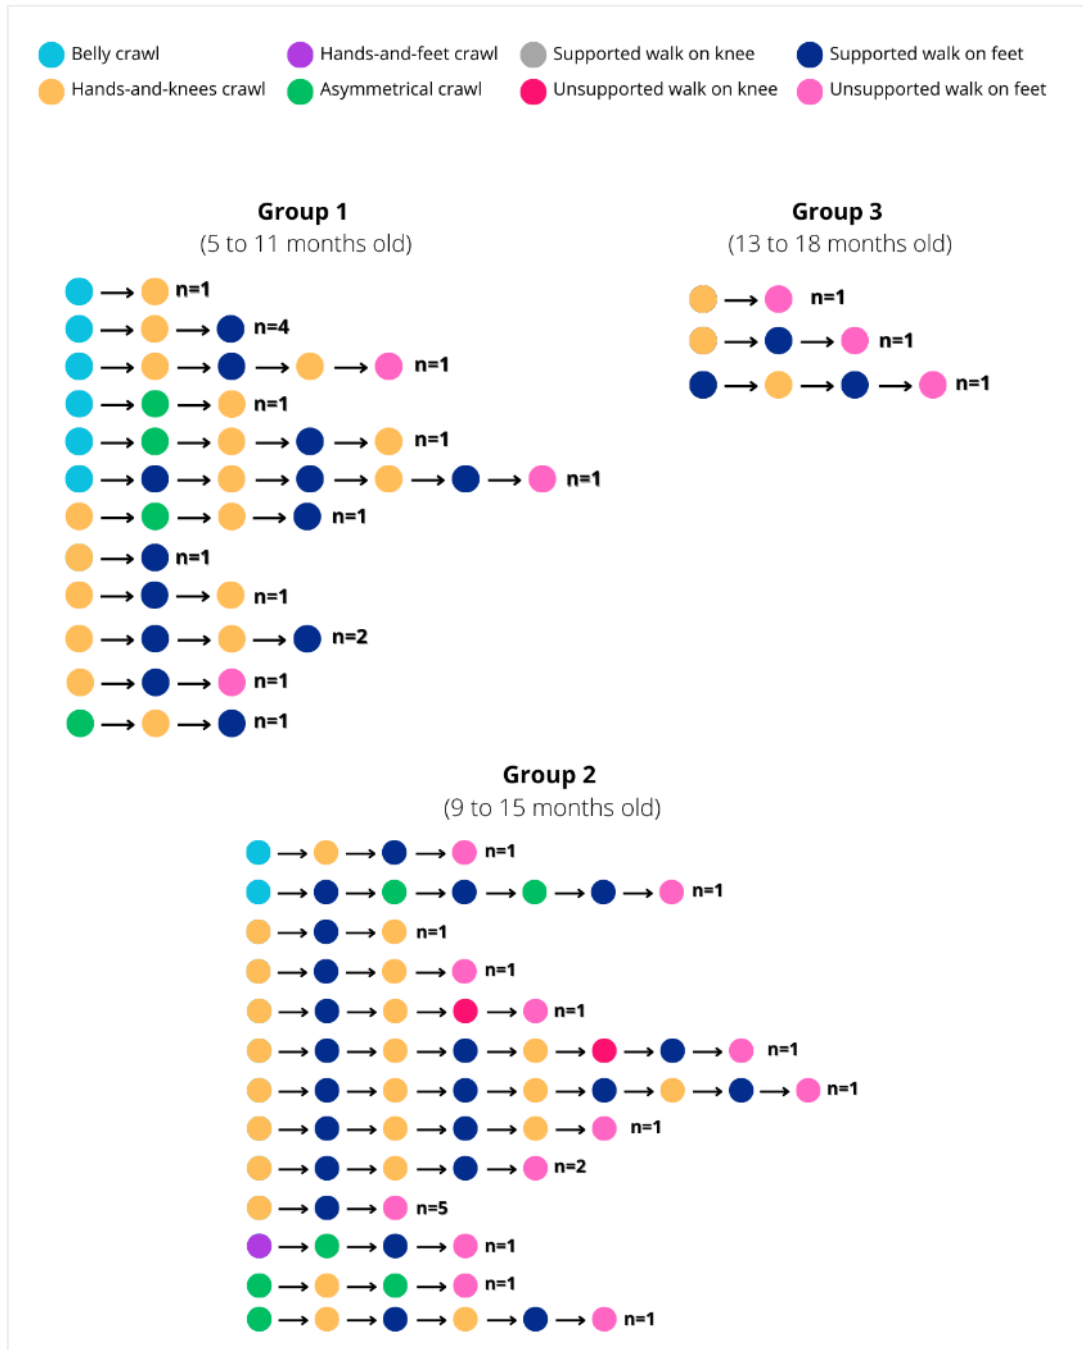 Belly crawl
Hands-and-feet crawl
Supported walk on knee
Supported walk on feet
Hands-and-knees crawl
Asymmetrical crawl
Unsupported walk on knee
Unsupported walk on feet
Group 1
(5 to 11 months old)
n=1
n=4
n=1
n=1
n=1
n=1
n=1
n=1
n=1
n=2
n=1
n=1
Group 3
(13 to 18 months old)
n=1
n=1
n=1
Group 2
(9 to 15 months old)
n=1
n=1
n=1
n=1
n=1
n=1
n=1
n=1
n=2
n=5
n=1
n=1
n=1